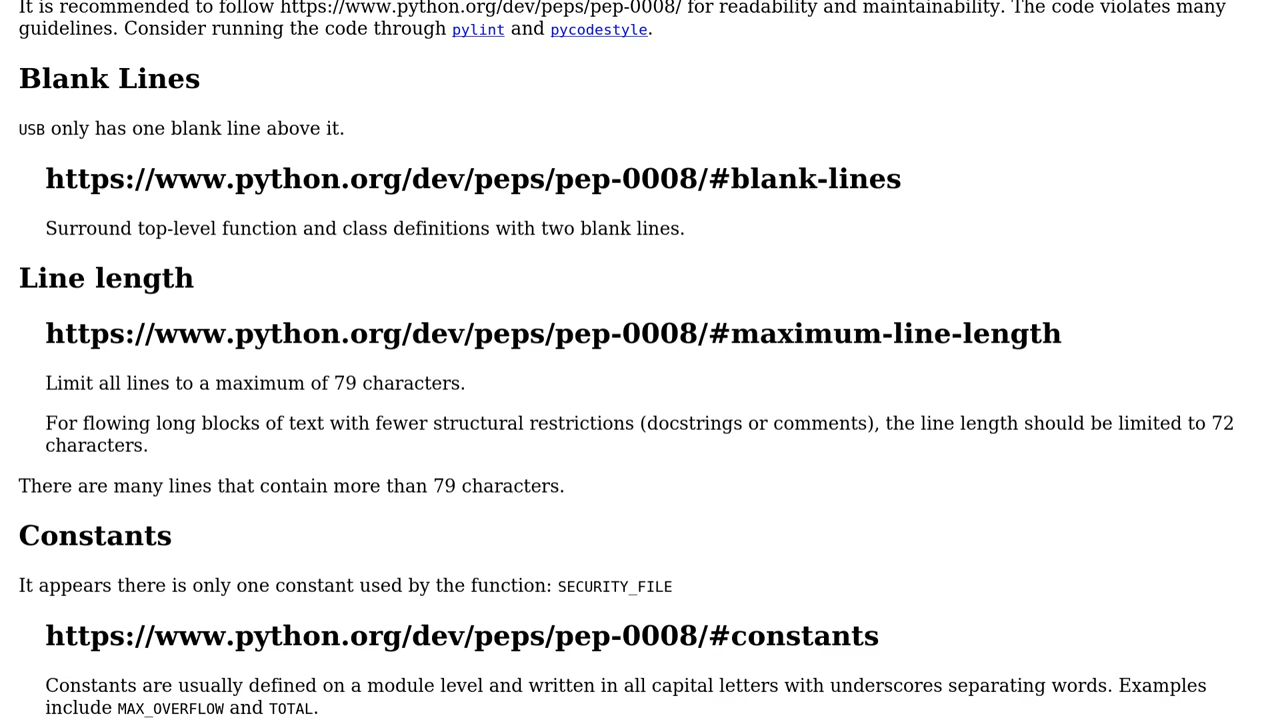 It is recommended to follow https://www.python.org/dev/peps/pep-0008/ for readability and maintainability. The code violates many
guidelines. Consider running the code through pylint and pycodestyle.
Blank Lines
USB only has one blank line above it.
https://www.python.org/dev/peps/pep-0008/#blank-lines
Surround top-level function and class definitions with two blank lines.
Line length
https://www.python.org/dev/peps/pep-0008/#maximum-line-length
Limit all lines to a maximum of 79 characters.
For flowing long blocks of text with fewer structural restrictions (docstrings or comments), the line length should be limited to 72
characters.
There are many lines that contain more than 79 characters.
Constants
It appears there is only one constant used by the function: SECURITY_FILE
https://www.python.org/dev/peps/pep-0008/#constants
Constants are usually defined on a module level and written in all capital letters with underscores separating words. Examples
include MAX_OVERFLOW and TOTAL.